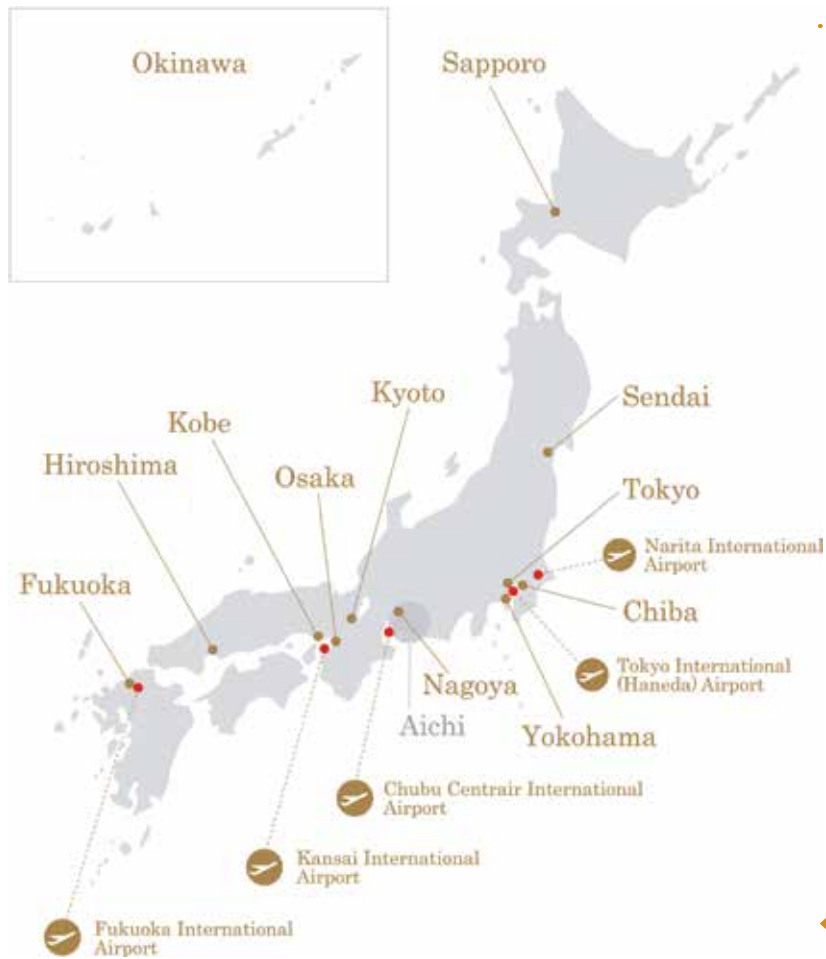 Okinawa
Sapporo
Kyoto
Sendai
Kobe
Hiroshima
Osaka
Tokyo
Narita International
Airport
Fukuoka
Chiba
Tokyo International
(Haneda) Airport
Nagoya
Aichi
Yokohama
Chubu Centrair International
Airport
Kansai International
Airport
Fukuoka International
Airport